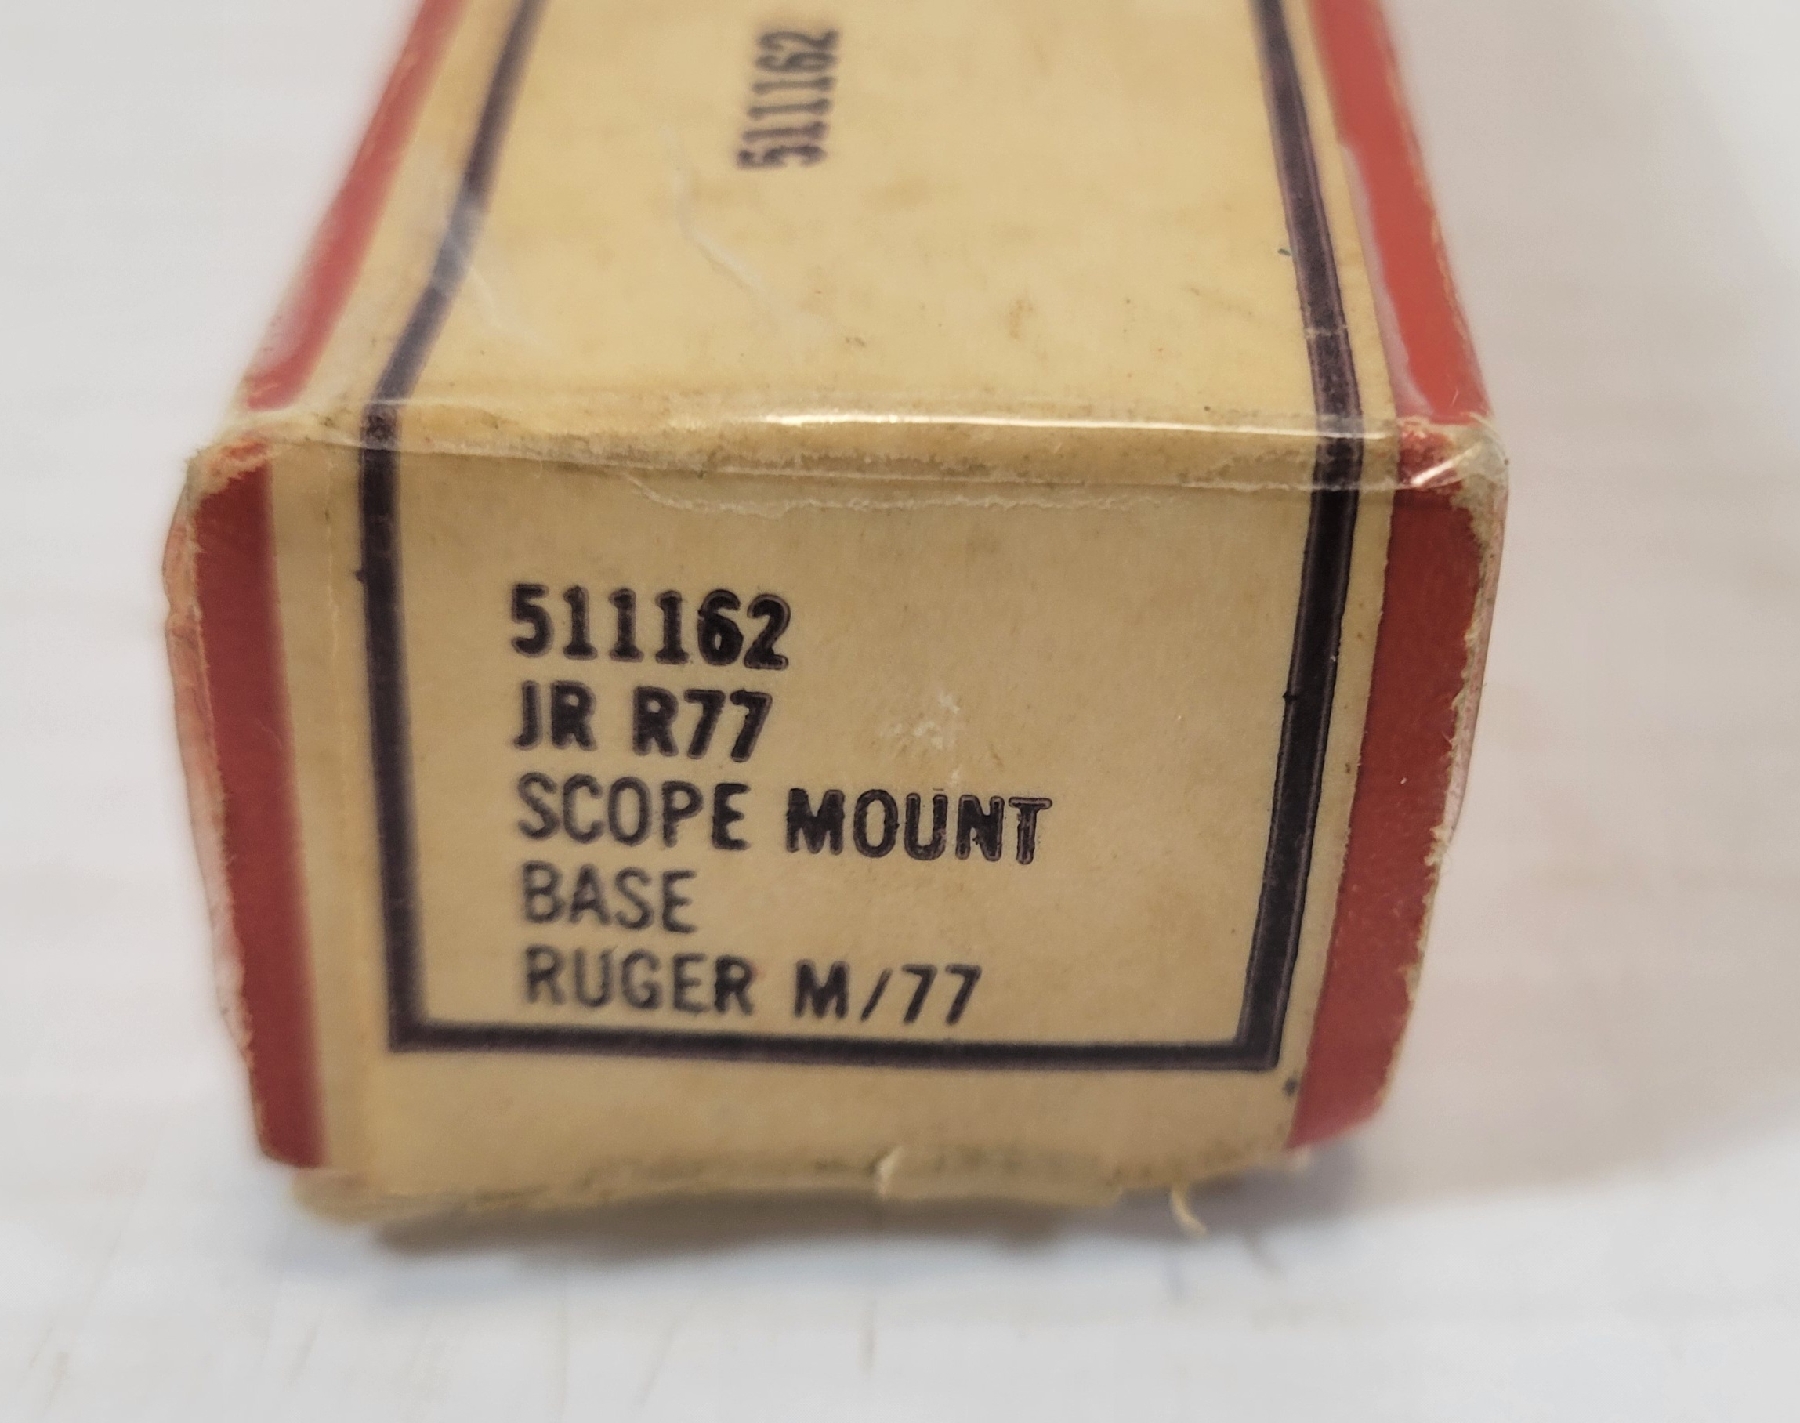 511162
511162
JR R77
SCOPE MOUNT
BASE
RUGER M/77